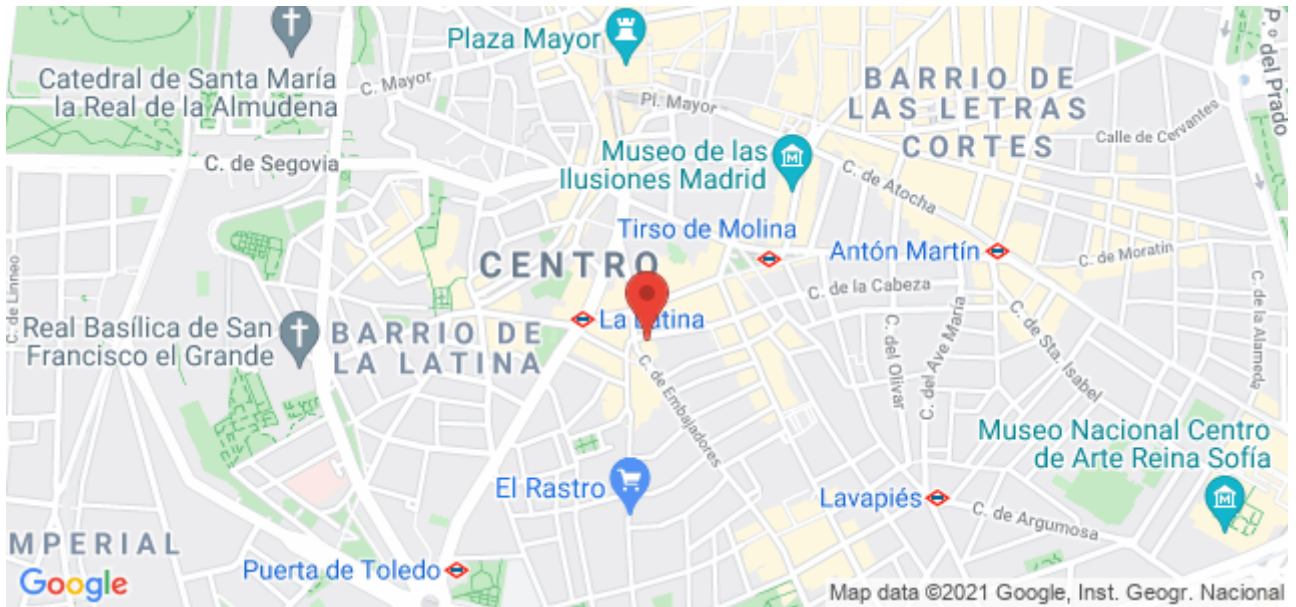 Plaza Mayor
P.º del Prado
Catedral de Santa María
la Real de la Almudena
C. Mayor
BARRIO DE
LAS LETRAS
CORTES
Pl. Mayor
Calle de Cervantes
C. de Segovia
Museo de las
Ilusiones Madrid
C. de Atocha
Tirso de Molina
Antón Martín
C. de Moratín
CENTRO
C. de la Cabeza
C. de Linneo
Real Basílica de San
Francisco el Grande
BARRIO DE
LA LATINA
La Latina
C. de Embajadores
C. del Olivar
C. del Ave María
C. de Sta. Isabel
C. de la Alameda
Museo Nacional Centro
de Arte Reina Sofía
El Rastro
Lavapiés
C. de Argumosa
MPERIAL
Puerta de Toledo
Google
Map data ©2021 Google, Inst. Geogr. Nacional